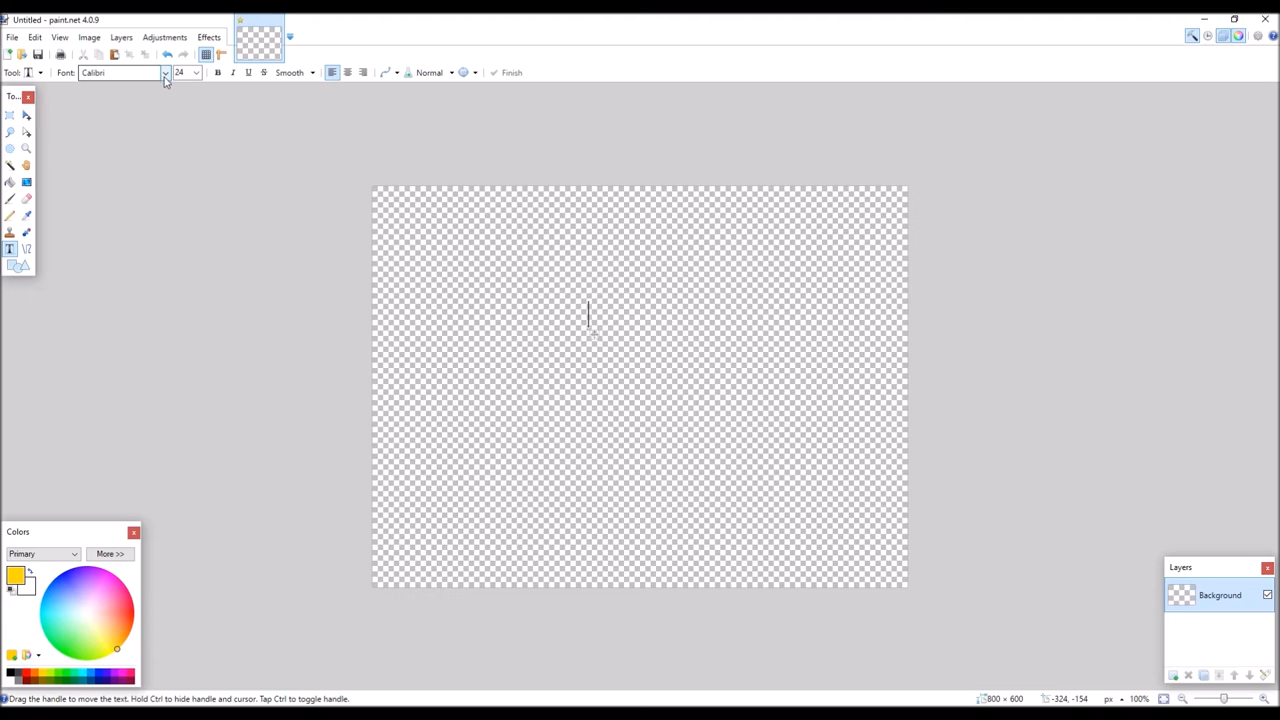 Untitled - paint.net 4.0.9
File Edit View Image Layers Adjustments Effects
Tool: T Font: Calibri 24 B I U S Smooth Normal Finish
To...
T
Colors
Primary More >>
Layers
Background
Drag the handle to move the text. Hold Ctrl to hide handle and cursor. Tap Ctrl to toggle handle. 800 × 600 -324, -154 px 100%